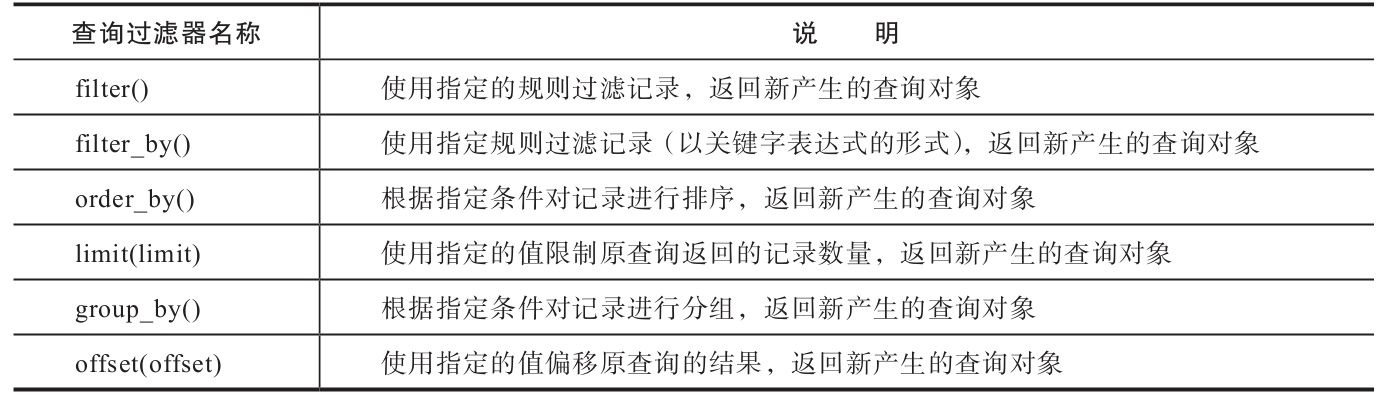 查询过滤器名称 说 明
filter() 使用指定的规则过滤记录，返回新产生的查询对象
filter_by() 使用指定规则过滤记录（以关键字表达式的形式），返回新产生的查询对象
order_by() 根据指定条件对记录进行排序，返回新产生的查询对象
limit(limit) 使用指定的值限制原查询返回的记录数量，返回新产生的查询对象
group_by() 根据指定条件对记录进行分组，返回新产生的查询对象
offset(offset) 使用指定的值偏移原查询的结果，返回新产生的查询对象